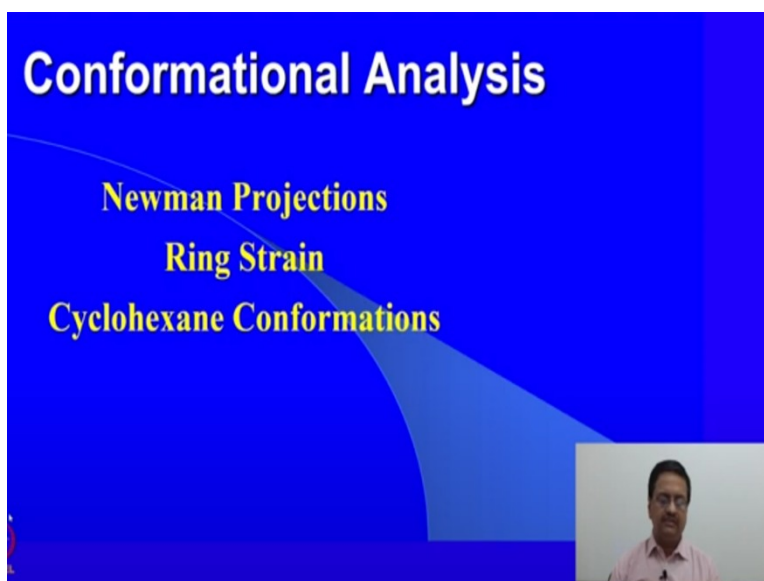 Conformational Analysis
Newman Projections
Ring Strain
Cyclohexane Conformations